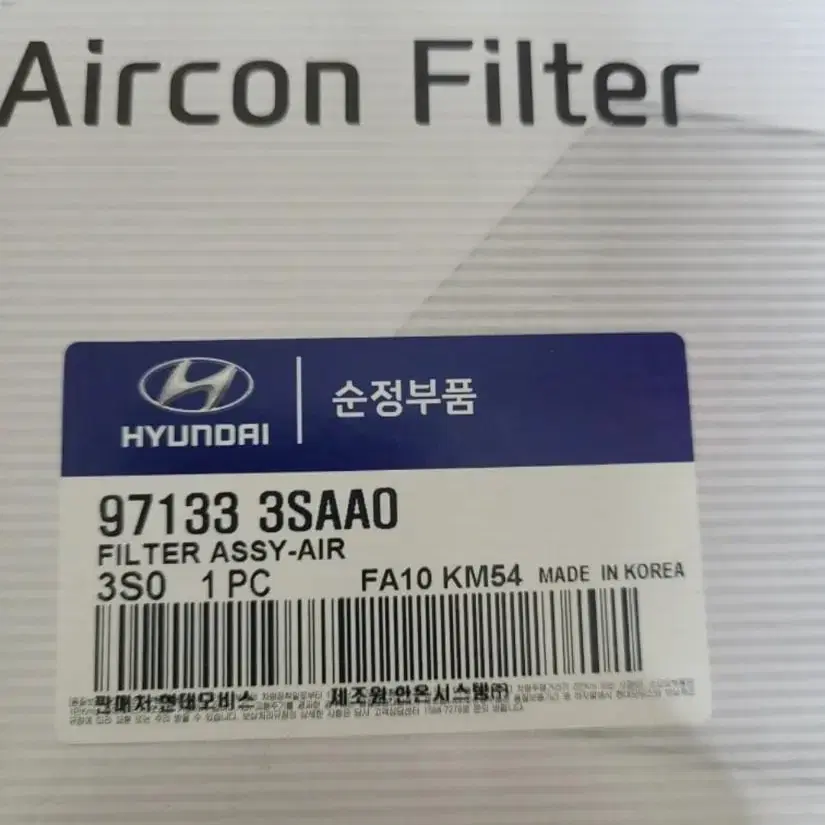 Aircon Filter
HYUNDAI
순정부품
97133 3SAA0
FILTER ASSY-AIR
3S0 1 PC FA10 KM54 MADE IN KOREA
판매처:현대모비스 제조원:안온시스템㈜